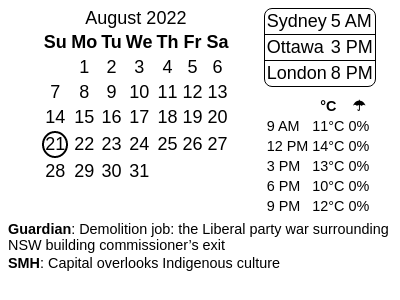 August 2022
Su Mo Tu We Th Fr Sa
1 2 3 4 5 6
7 8 9 10 11 12 13
14 15 16 17 18 19 20
21 22 23 24 25 26 27
28 29 30 31
Sydney 5 AM
Ottawa 3 PM
London 8 PM
°C ☂
9 AM 11°C 0%
12 PM 14°C 0%
3 PM 13°C 0%
6 PM 10°C 0%
9 PM 12°C 0%
Guardian: Demolition job: the Liberal party war surrounding
NSW building commissioner’s exit
SMH: Capital overlooks Indigenous culture